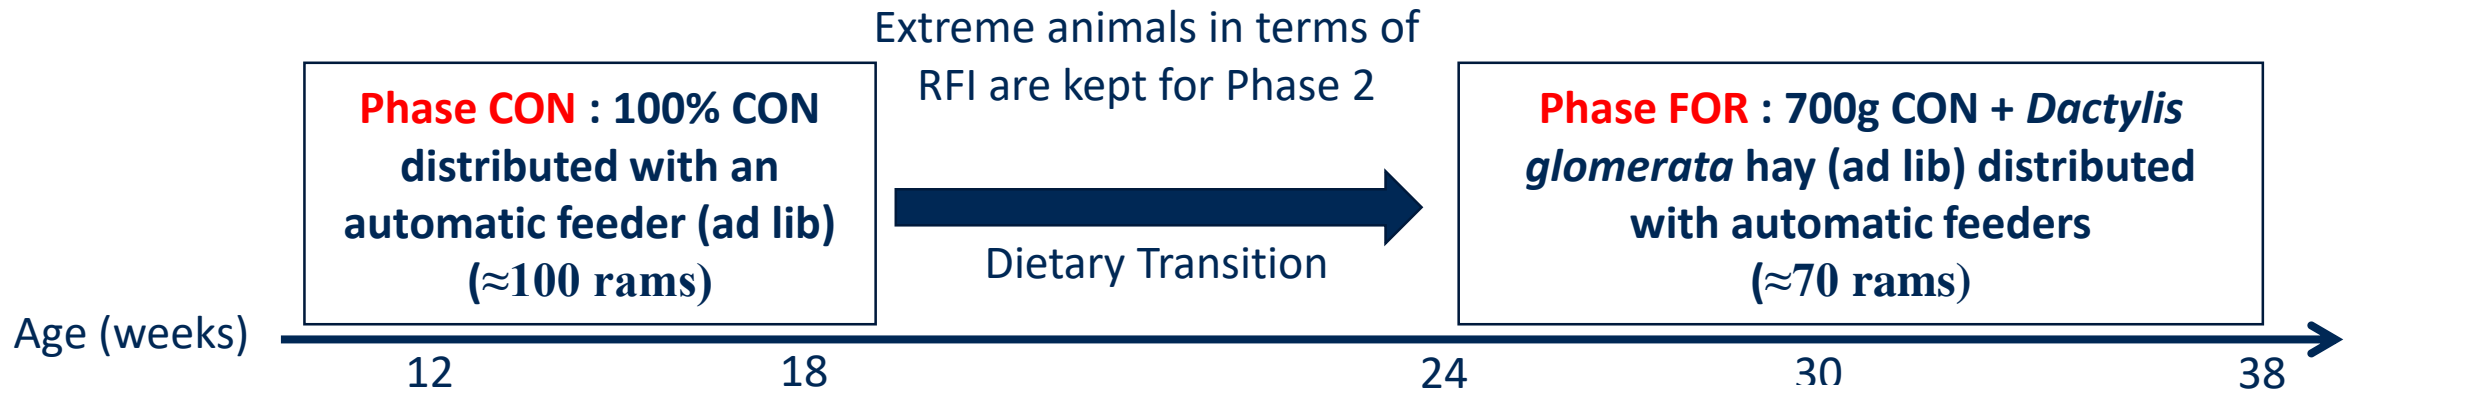 Extreme animals in terms of
RFI are kept for Phase 2
Phase CON : 100% CON
distributed with an
automatic feeder (ad lib)
(≈100 rams)
Dietary Transition
Phase FOR : 700g CON + Dactylis
glomerata hay (ad lib) distributed
with automatic feeders
(≈70 rams)
Age (weeks)
12
18
24
30
38